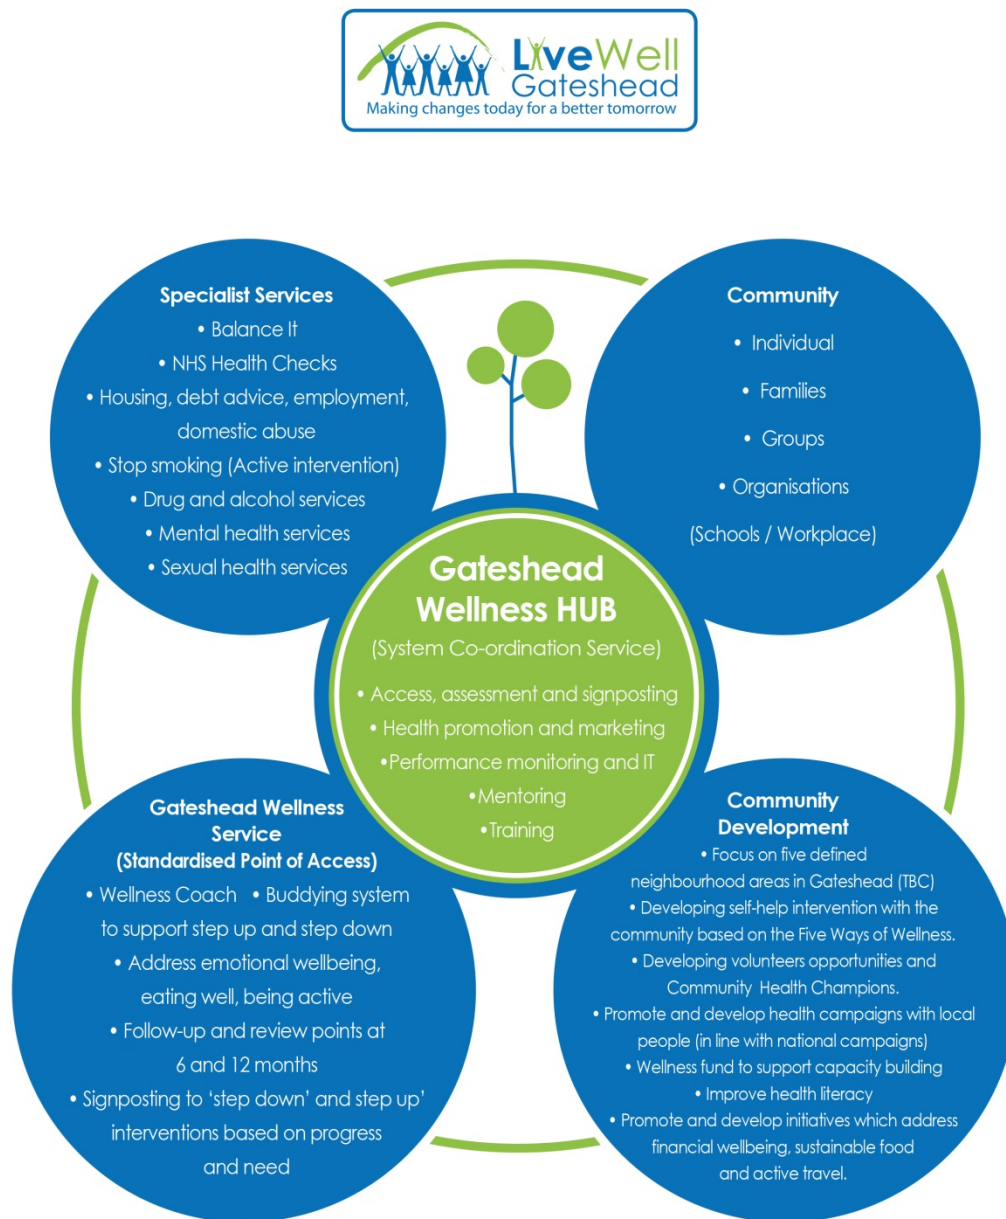 LiveWell
Gateshead
Making changes today for a better tomorrow
Specialist Services
• Balance It
• NHS Health Checks
• Housing, debt advice, employment,
domestic abuse
• Stop smoking (Active intervention)
• Drug and alcohol services
• Mental health services
• Sexual health services
Community
• Individual
• Families
• Groups
• Organisations
(Schools / Workplace)
Gateshead
Wellness HUB
(System Co-ordination Service)
• Access, assessment and signposting
• Health promotion and marketing
•Performance monitoring and IT
•Mentoring
•Training
Gateshead Wellness
Service
(Standardised Point of Access)
• Wellness Coach • Buddying system
to support step up and step down
• Address emotional wellbeing,
eating well, being active
• Follow-up and review points at
6 and 12 months
• Signposting to ‘step down’ and step up’
interventions based on progress
and need
Community
Development
• Focus on five defined
neighbourhood areas in Gateshead (TBC)
• Developing self-help intervention with the
community based on the Five Ways of Wellness.
• Developing volunteers opportunities and
Community Health Champions.
• Promote and develop health campaigns with local
people (in line with national campaigns)
• Wellness fund to support capacity building
• Improve health literacy
• Promote and develop initiatives which address
financial wellbeing, sustainable food
and active travel.